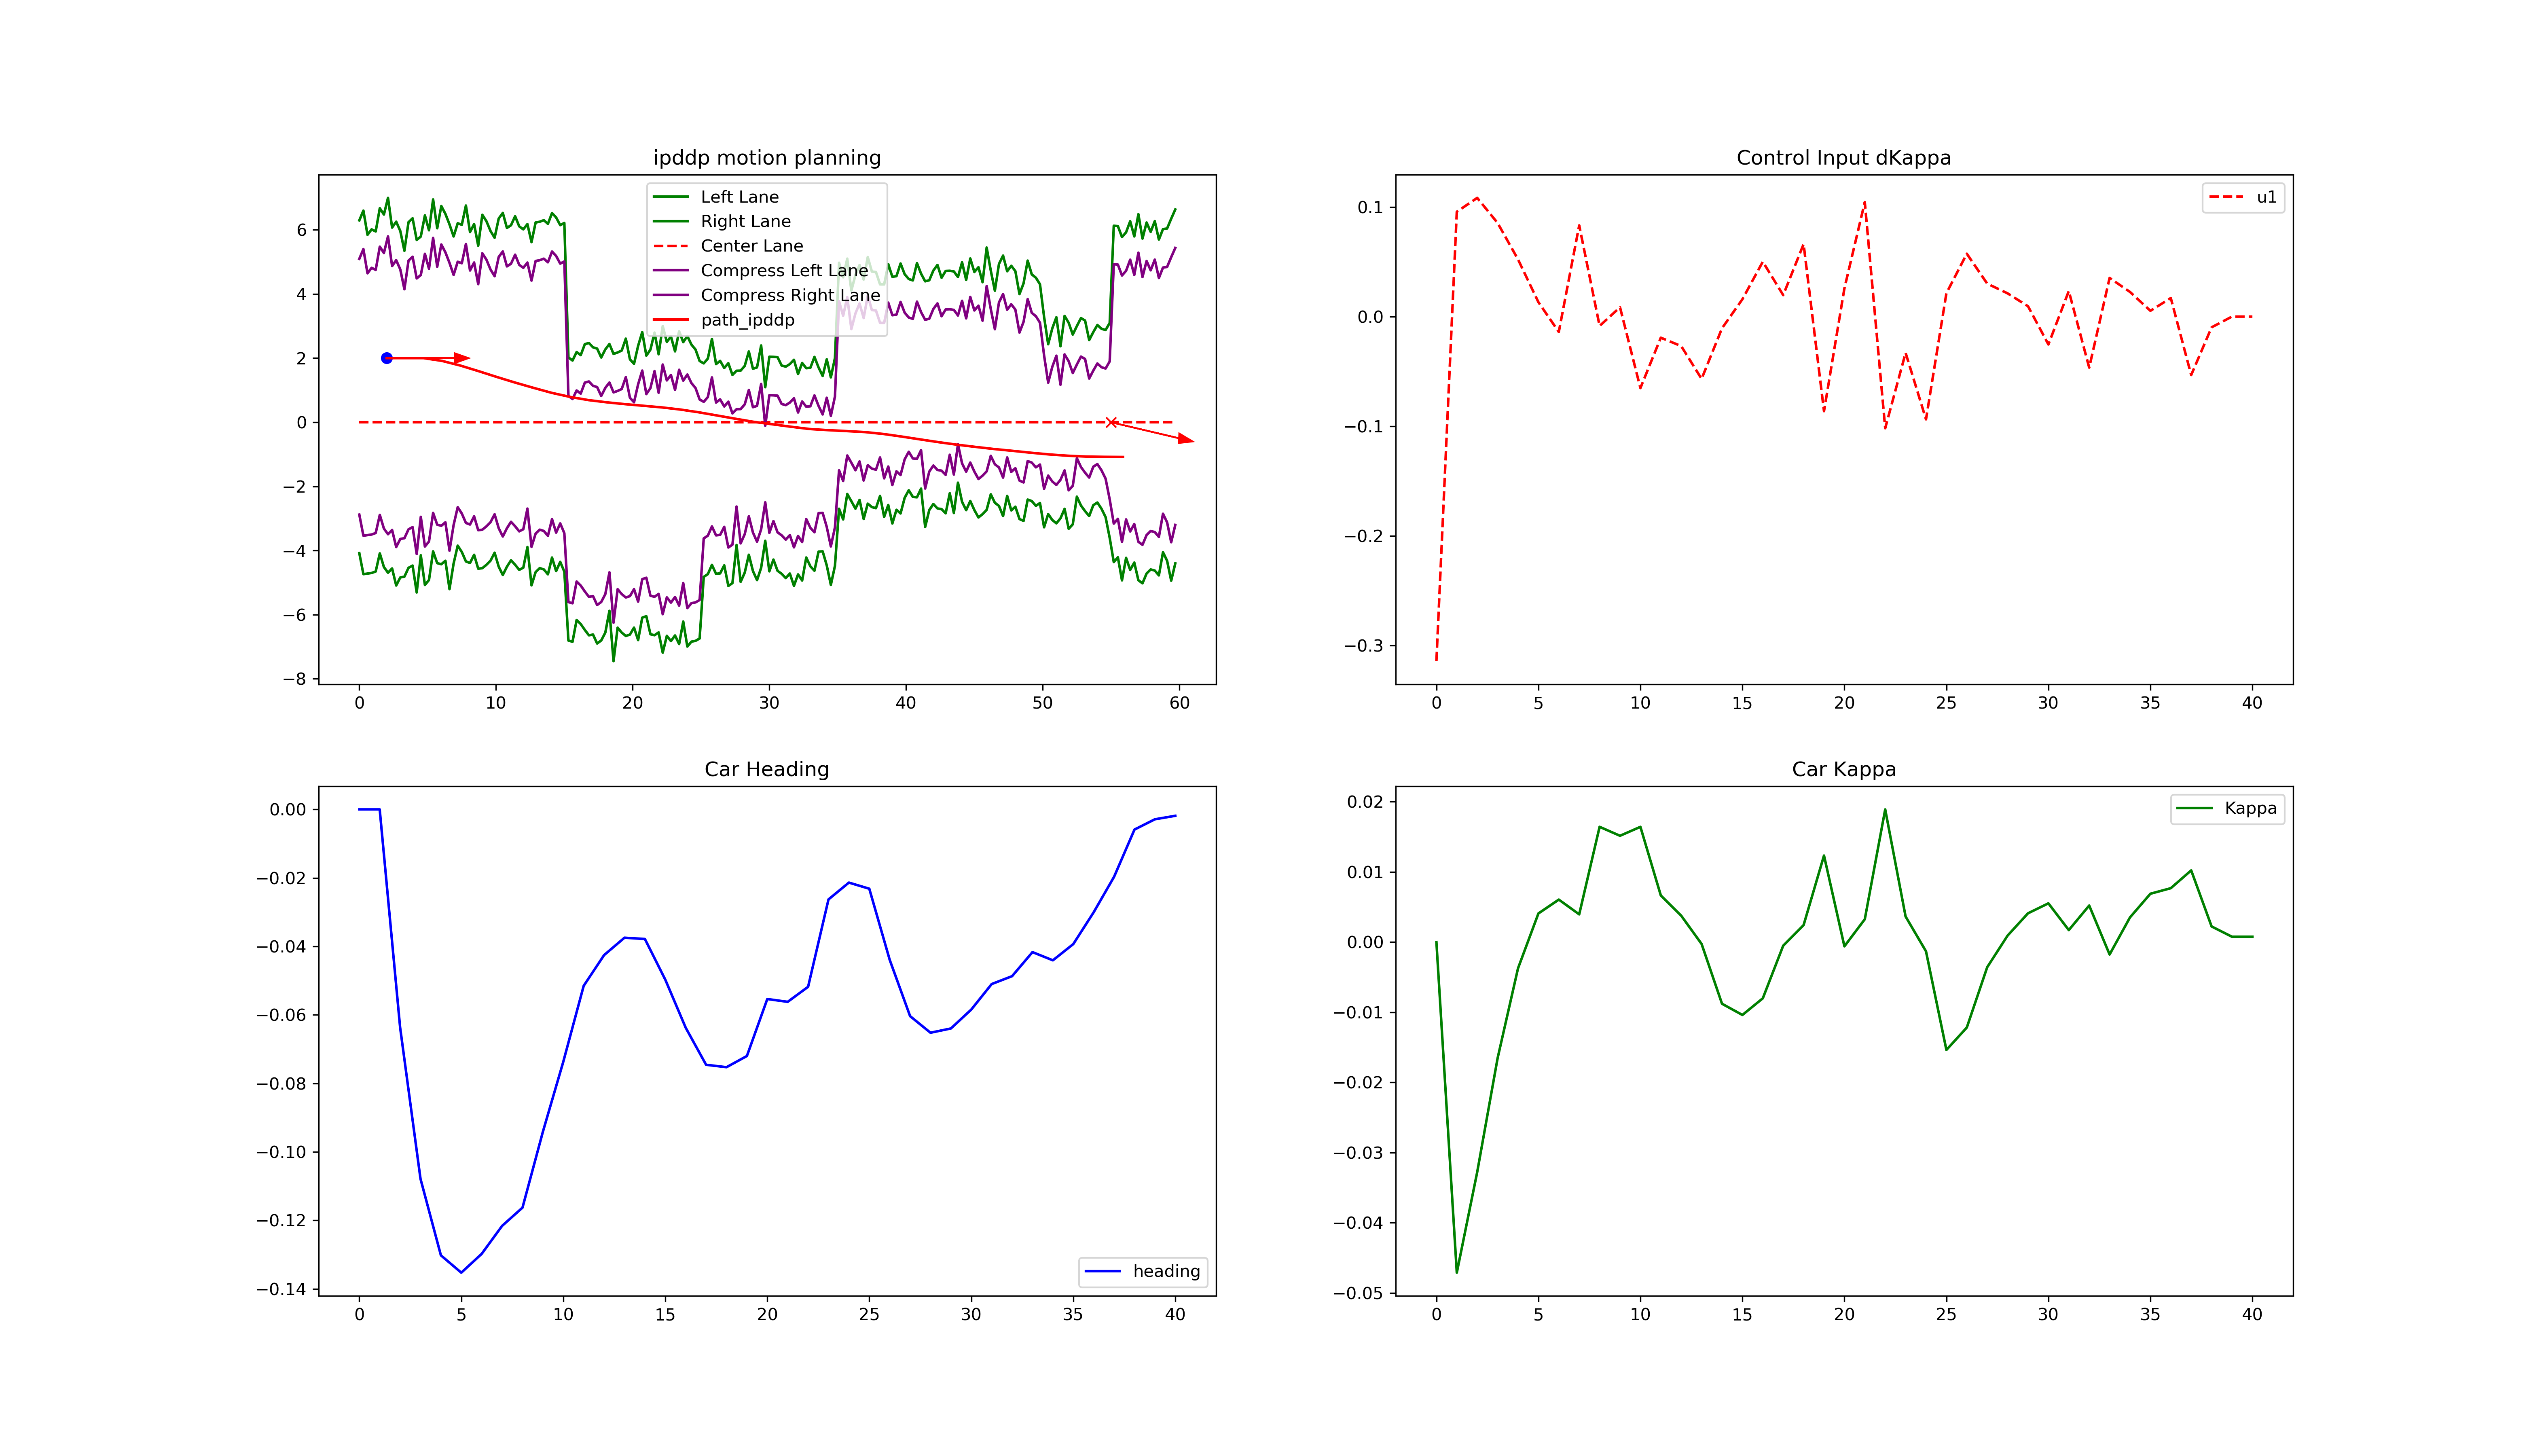 ipddp motion planning
Left Lane
Right Lane
Center Lane
Compress Left Lane
Compress Right Lane
path_ipddp
6
4
2
0
−2
−4
−6
−8
0 10 20 30 40 50 60
Control Input dKappa
u1
0.1
0.0
−0.1
−0.2
−0.3
0 5 10 15 20 25 30 35 40
Car Heading
0.00
−0.02
−0.04
−0.06
−0.08
−0.10
−0.12
−0.14
heading
0 5 10 15 20 25 30 35 40
Car Kappa
Kappa
0.02
0.01
0.00
−0.01
−0.02
−0.03
−0.04
−0.05
0 5 10 15 20 25 30 35 40